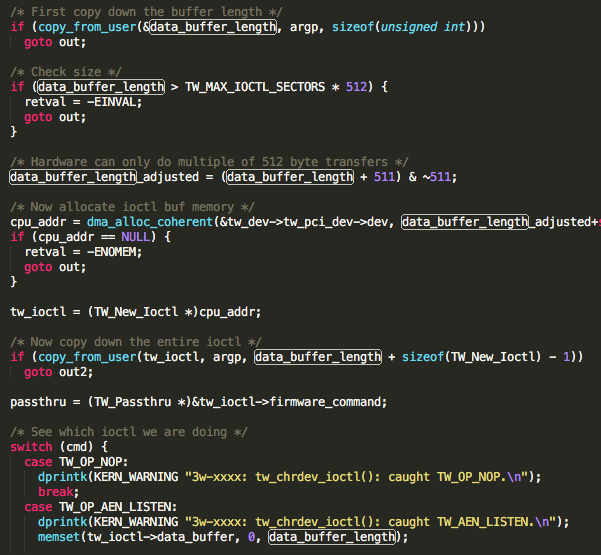 /* First copy down the buffer length */
if (copy_from_user(&data_buffer_length, argp, sizeof(unsigned int)))
goto out;
/* Check size */
if (data_buffer_length > TW_MAX_IOCTL_SECTORS * 512) {
retval = -EINVAL;
goto out;
}
/* Hardware can only do multiple of 512 byte transfers */
data_buffer_length_adjusted = (data_buffer_length + 511) & ~511;
/* Now allocate ioctl buf memory */
cpu_addr = dma_alloc_coherent(&tw_dev->tw_pci_dev->dev, data_buffer_length_adjusted+
if (cpu_addr == NULL) {
retval = -ENOMEM;
goto out;
}
tw_ioctl = (TW_New_Ioctl *)cpu_addr;
/* Now copy down the entire ioctl */
if (copy_from_user(tw_ioctl, argp, data_buffer_length + sizeof(TW_New_Ioctl) - 1))
goto out2;
passthru = (TW_Passthru *)&tw_ioctl->firmware_command;
/* See which ioctl we are doing */
switch (cmd) {
case TW_OP_NOP:
dprintk(KERN_WARNING "3w-xxxx: tw_chrdev_ioctl(): caught TW_OP_NOP.\n");
break;
case TW_OP_AEN_LISTEN:
dprintk(KERN_WARNING "3w-xxxx: tw_chrdev_ioctl(): caught TW_AEN_LISTEN.\n");
memset(tw_ioctl->data_buffer, 0, data_buffer_length);